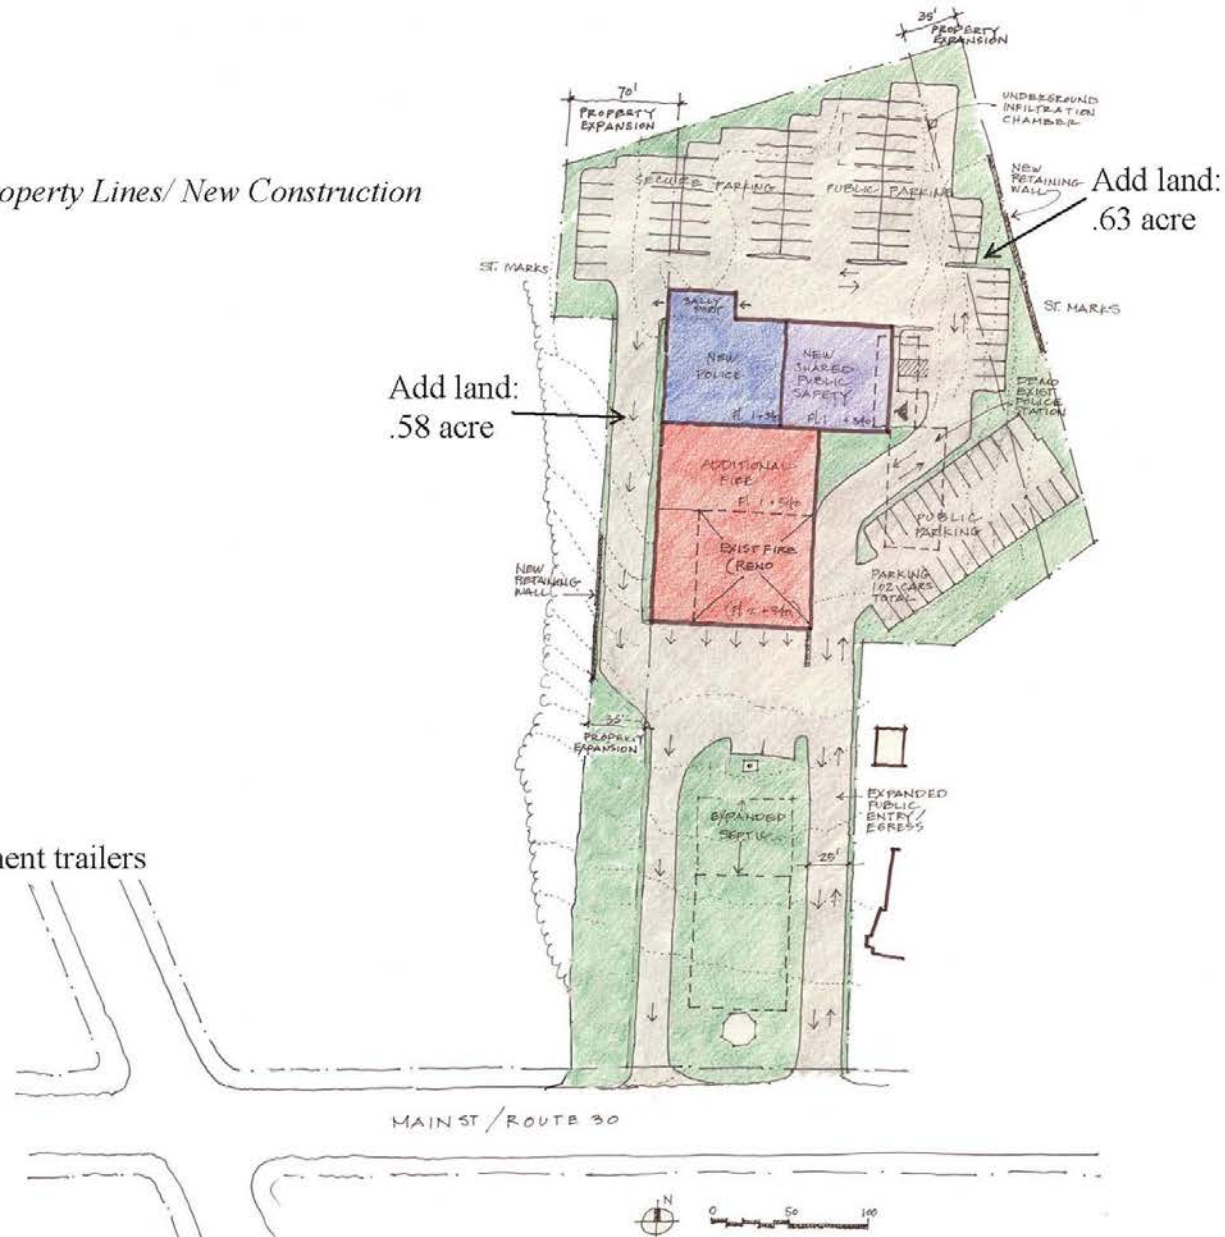 35'
PROPERTY
EXPANSION
70'
PROPERTY
EXPANSION
UNDERGROUND
INFILTRATION
CHAMBER
operty Lines/ New Construction
NEW
RETAINING
WALL
Add land:
.63 acre
SECURE PARKING
PUBLIC PARKING
ST. MARKS
ST. MARKS
SALLY
PORT
NEW
POLICE
NEW
SHARED
PUBLIC
SAFETY
Add land:
.58 acre
DEMO
EXIST
POLICE
STATION
ADDITIONAL
FIRE
PUBLIC
PARKING
EXIST FIRE
(RENO
NEW
RETAINING
WALL
PARKING
102 CARS
TOTAL
35'
PROPERTY
EXPANSION
EXPANDED
PUBLIC
ENTRY/
EGRESS
EXPANDED
SEPTIC
25'
ment trailers
MAIN ST / ROUTE 30
N
0 50 100